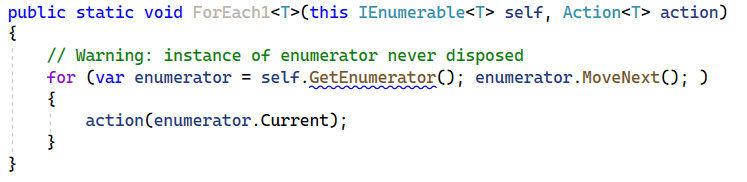 public static void ForEach1<T>(this IEnumerable<T> self, Action<T> action)
{
    // Warning: instance of enumerator never disposed
    for (var enumerator = self.GetEnumerator(); enumerator.MoveNext(); )
    {
        action(enumerator.Current);
    }
}